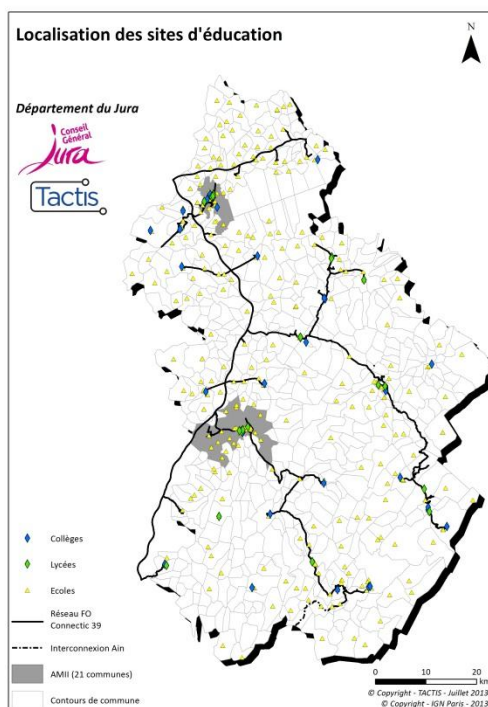 Localisation des sites d'éducation
N
Département du Jura
Conseil
Général
Jura
Tactis
Collèges
Lycées
Ecoles
Réseau FO
Connectic 39
Interconnexion Ain
AMII (21 communes)
Contours de commune
0 10 20
km
© Copyright - TACTIS - Juillet 2013
© Copyright - IGN Paris - 2013